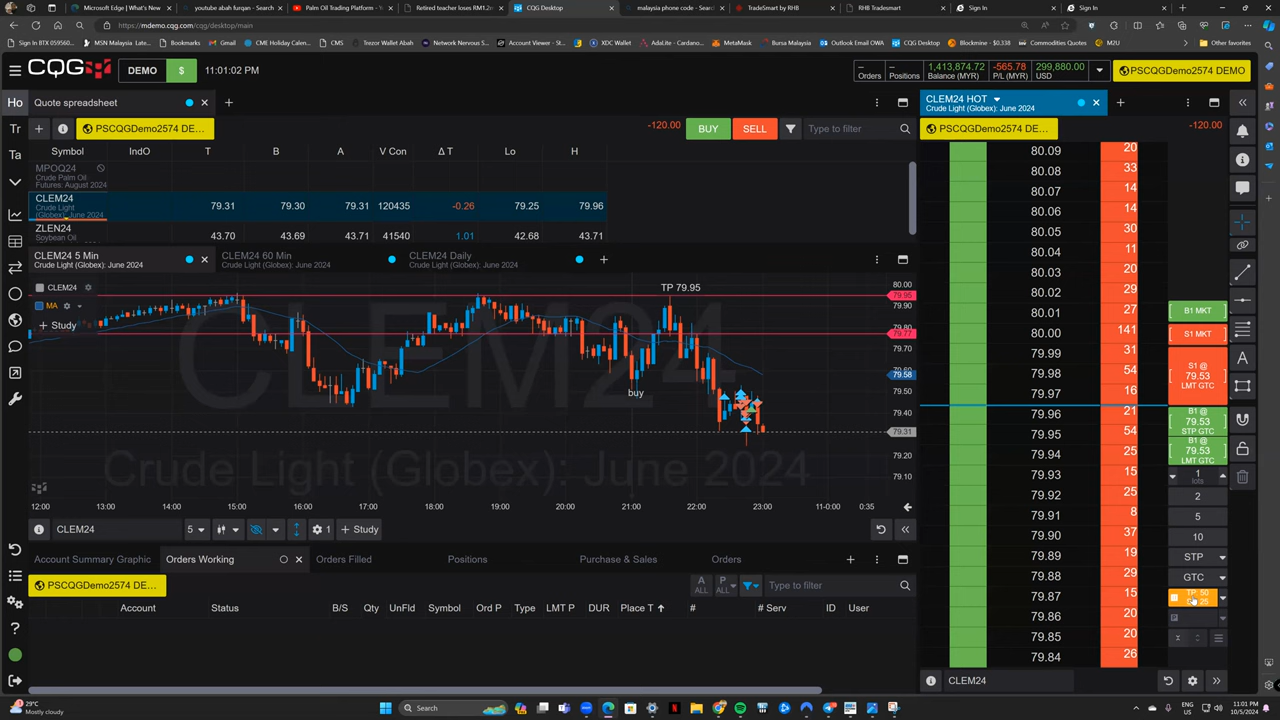 Microsoft Edge | What's New
youtube abah furqan - Search
Palm Oil Trading Platform - Y
Retired teacher loses RM1.2m
CQG Desktop
malaysia phone code - Search
TradeSmart by RHB
RHB Tradesmart
Sign In
Sign In
https://mdemo.cqg.com/cqg/desktop/main
Sign in BTX 059560...
MSN Malaysia Latest...
Bookmarks
Gmail
CME Holiday Calen...
CMS
Trezor Wallet Abah
Network Nervous S...
Account Viewer - S...
XDC Wallet
AdaLite - Cardano...
MetaMask
Bursa Malaysia
Outlook Email OWA
CQG Desktop
Blockmine - $0.338
Commodities Quotes
M2U
Other favorites
CQG
DEMO
$
11:01:02 PM
– Orders
– Positions
1,413,874.72 Balance (MYR)
-565.78 P/L (MYR)
299,880.00 USD
PSCQGDemo2574 DEMO
Ho
Tr
Ta
Quote spreadsheet
PSCQGDemo2574 DE...
-120.00
BUY
SELL
Type to filter
Symbol IndO T B A V Con Δ T Lo H
MPOQ24
Crude Palm Oil
Futures: August 2024
CLEM24 79.31 79.30 79.31 120435 -0.26 79.25 79.96
Crude Light
(Globex): June 2024
ZLEN24 43.70 43.69 43.71 41540 1.01 42.68 43.71
Soybean Oil
CLEM24 5 Min
Crude Light (Globex): June 2024
CLEM24 60 Min
Crude Light (Globex): June 2024
CLEM24 Daily
Crude Light (Globex): June 2024
CLEM24
MA
+ Study
CLEM24
Crude Light (Globex): June 2024
TP 79.95
buy
80.00
79.95
79.90
79.80
79.77
79.70
79.58
79.50
79.40
79.31
79.20
79.10
12:00 13:00 14:00 15:00 16:00 17:00 18:00 19:00 20:00 21:00 22:00 23:00 11-0:00 0:35
CLEM24
5
1
+ Study
Account Summary Graphic
Orders Working
Orders Filled
Positions
Purchase & Sales
Orders
PSCQGDemo2574 DE...
A ALL
P ALL
Type to filter
Account Status B/S Qty UnFld Symbol Ord P Type LMT P DUR Place T # # Serv ID User
CLEM24 HOT
Crude Light (Globex): June 2024
PSCQGDemo2574 DE...
-120.00
80.09 20
80.08 33
80.07 14
80.06 14
80.05 30
80.04 11
80.03 20
80.02 29
80.01 27
80.00 141
79.99 31
79.98 54
79.97 16
79.96 21
79.95 54
79.94 25
79.93 15
79.92 25
79.91 8
79.90 37
79.89 19
79.88 29
79.87 15
79.86 20
79.85 20
79.84 26
B1 MKT
S1 MKT
S1 @
79.53
LMT GTC
B1 @
79.53
STP GTC
B1 @
79.53
LMT GTC
1
lots
2
5
10
STP
GTC
TP: 50
CLEM24
29°C
Mostly cloudy
Search
ENG
US
11:01 PM
10/5/2024